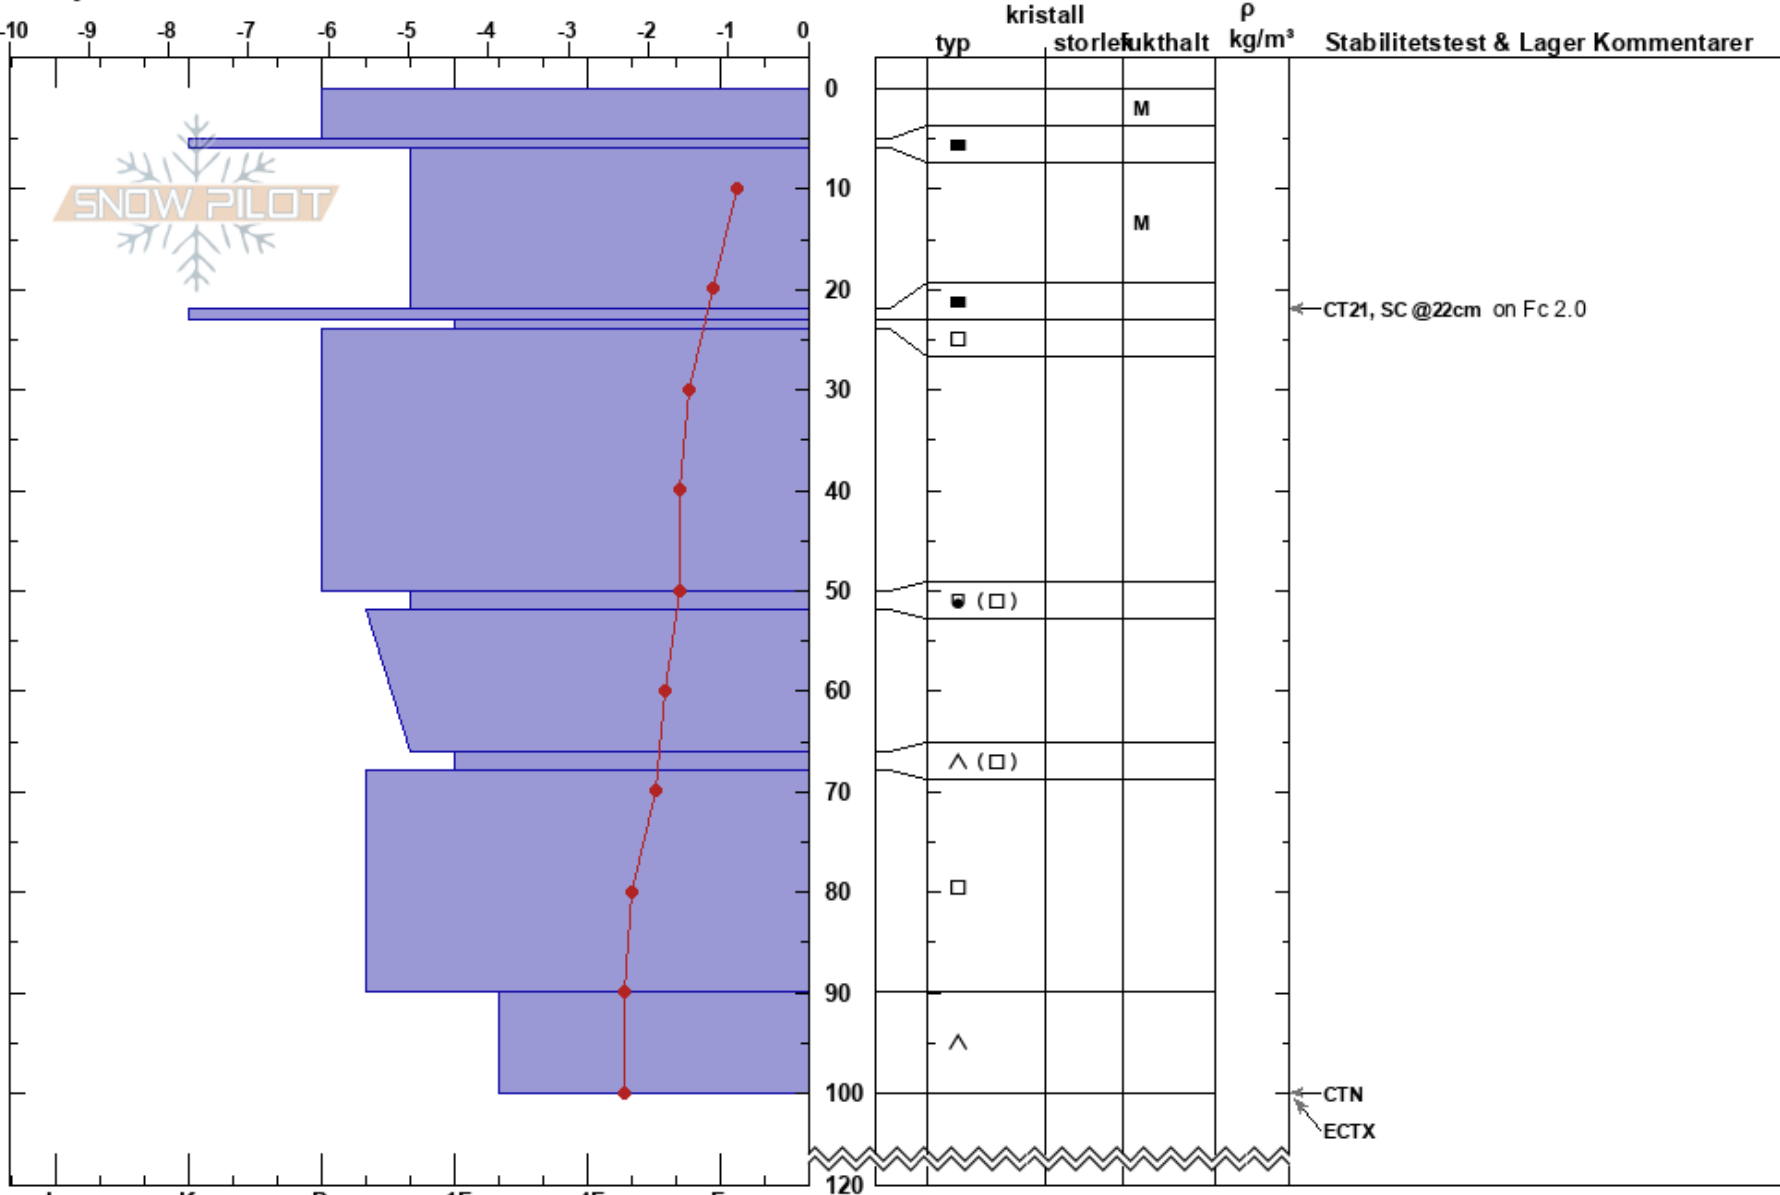 kristall ρ
typ storlek fukthalt kg/m³ Stabilitetstest & Lager Kommentarer
-10 -9 -8 -7 -6 -5 -4 -3 -2 -1 0
0
M
SNOW PILOT
10
M
20
CT21, SC @22cm on Fc 2.0
30
40
50
( )
60
( )
70
80
90
100
CTN
ECTX
120